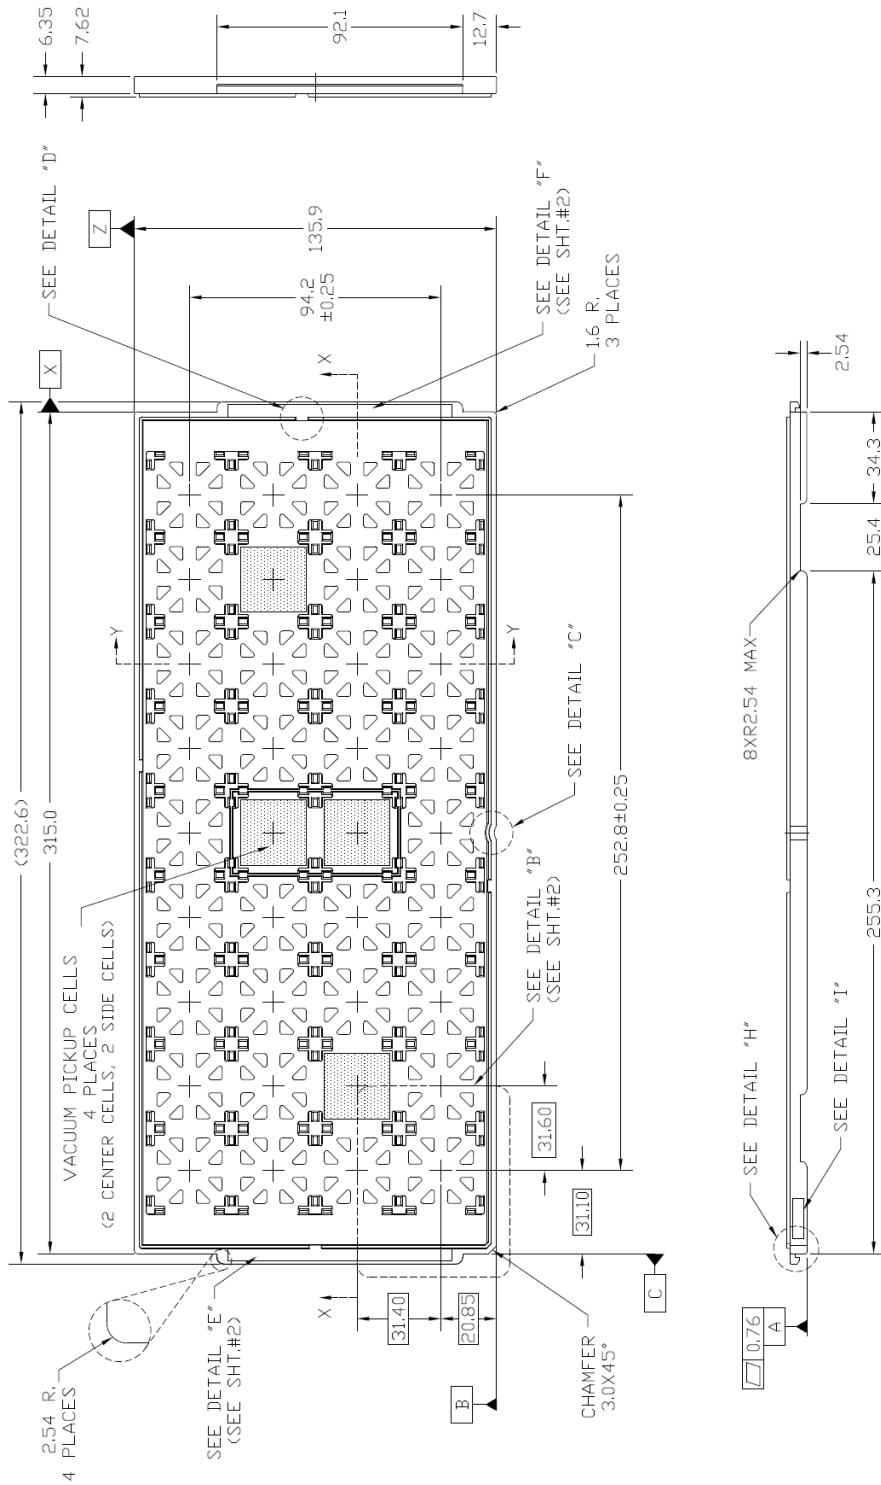 (322.6)
315.0
X
Z
SEE DETAIL "D"
6.35
7.62
92.1
12.7
135.9
94.2
±0.25
SEE DETAIL "F"
(SEE SHT.#2)
1.6 R.
3 PLACES
X
Y
Y
VACUUM PICKUP CELLS
4 PLACES
(2 CENTER CELLS, 2 SIDE CELLS)
2.54 R.
4 PLACES
SEE DETAIL "E"
(SEE SHT.#2)
X
31.40
20.85
B
CHAMFER
3.0X45°
C
31.10
31.60
SEE DETAIL "B"
(SEE SHT.#2)
252.8±0.25
SEE DETAIL "C"
8XR2.54 MAX
2.54
34.3
25.4
255.3
SEE DETAIL "H"
SEE DETAIL "I"
0.76
A